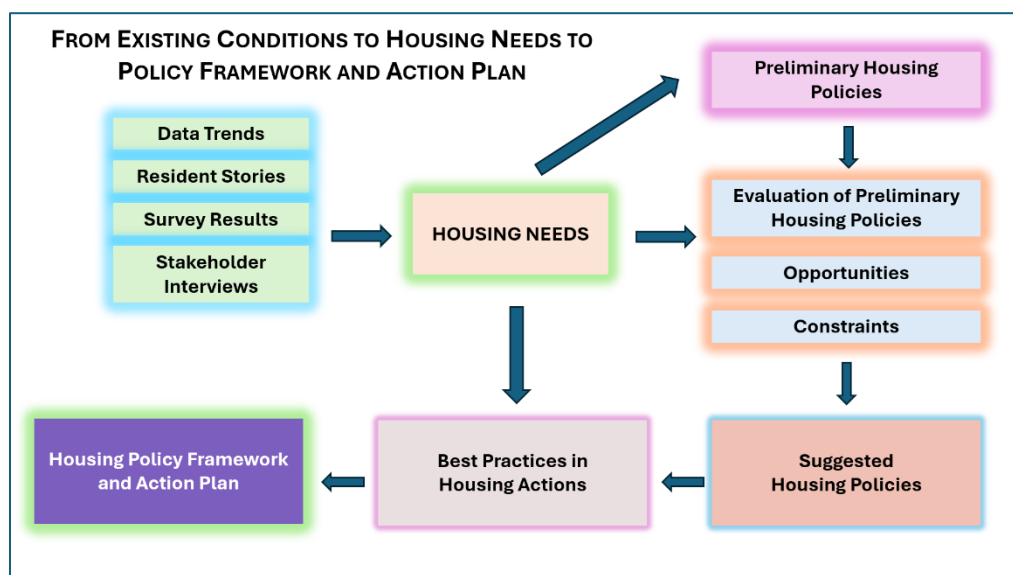 FROM EXISTING CONDITIONS TO HOUSING NEEDS TO
POLICY FRAMEWORK AND ACTION PLAN
Data Trends
Resident Stories
Survey Results
Stakeholder
Interviews
HOUSING NEEDS
Preliminary Housing
Policies
Evaluation of Preliminary
Housing Policies
Opportunities
Constraints
Suggested
Housing Policies
Best Practices in
Housing Actions
Housing Policy Framework
and Action Plan